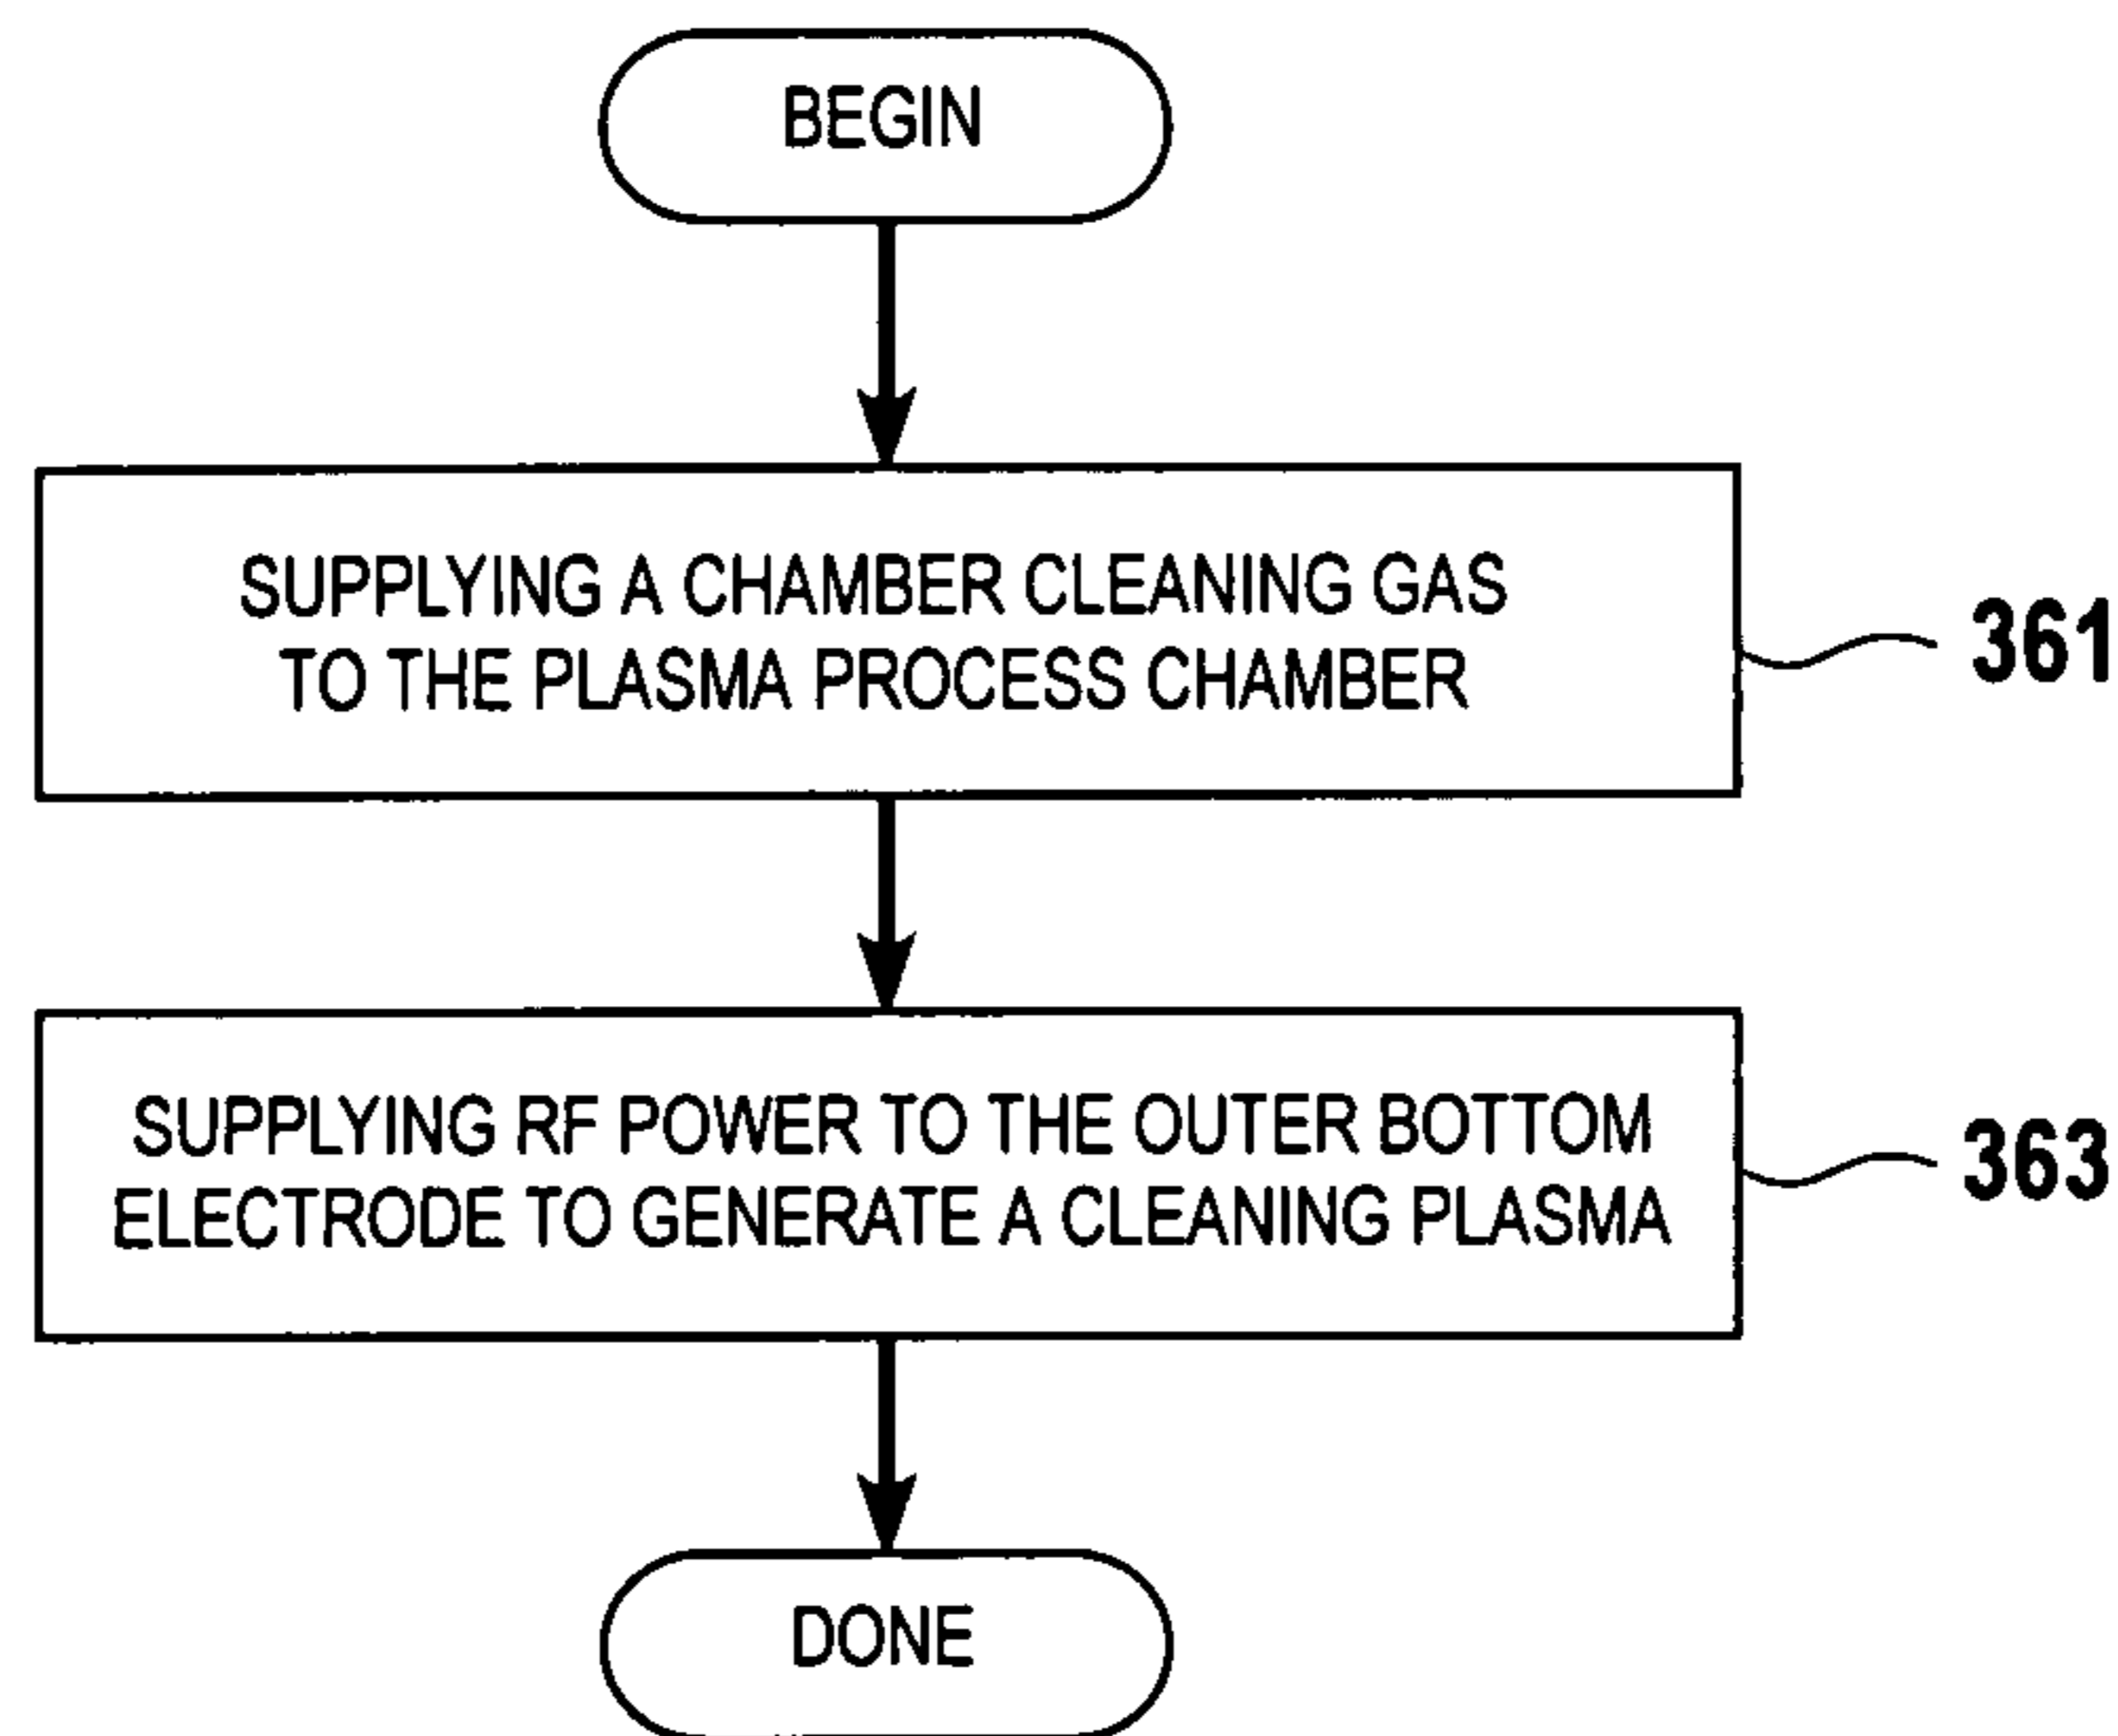 BEGIN
SUPPLYING A CHAMBER CLEANING GAS
TO THE PLASMA PROCESS CHAMBER
361
SUPPLYING RF POWER TO THE OUTER BOTTOM
ELECTRODE TO GENERATE A CLEANING PLASMA
363
DONE